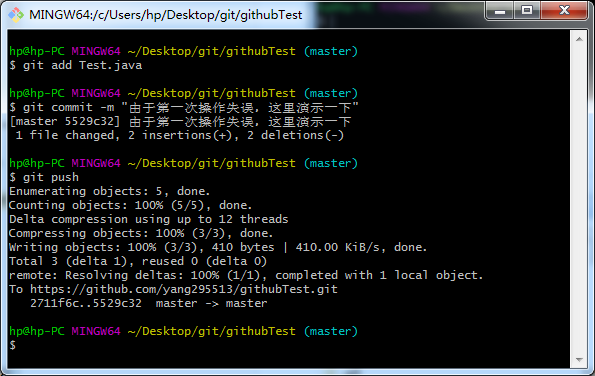 MINGW64:/c/Users/hp/Desktop/git/githubTest
hp@hp-PC MINGW64 ~/Desktop/git/githubTest (master)
$ git add Test.java
hp@hp-PC MINGW64 ~/Desktop/git/githubTest (master)
$ git commit -m "由于第一次操作失误，这里演示一下"
[master 5529c32] 由于第一次操作失误，这里演示一下
1 file changed, 2 insertions(+), 2 deletions(-)
hp@hp-PC MINGW64 ~/Desktop/git/githubTest (master)
$ git push
Enumerating objects: 5, done.
Counting objects: 100% (5/5), done.
Delta compression using up to 12 threads
Compressing objects: 100% (3/3), done.
Writing objects: 100% (3/3), 410 bytes | 410.00 KiB/s, done.
Total 3 (delta 1), reused 0 (delta 0)
remote: Resolving deltas: 100% (1/1), completed with 1 local object.
To https://github.com/yang295513/githubTest.git
2711f6c..5529c32  master -> master
hp@hp-PC MINGW64 ~/Desktop/git/githubTest (master)
$